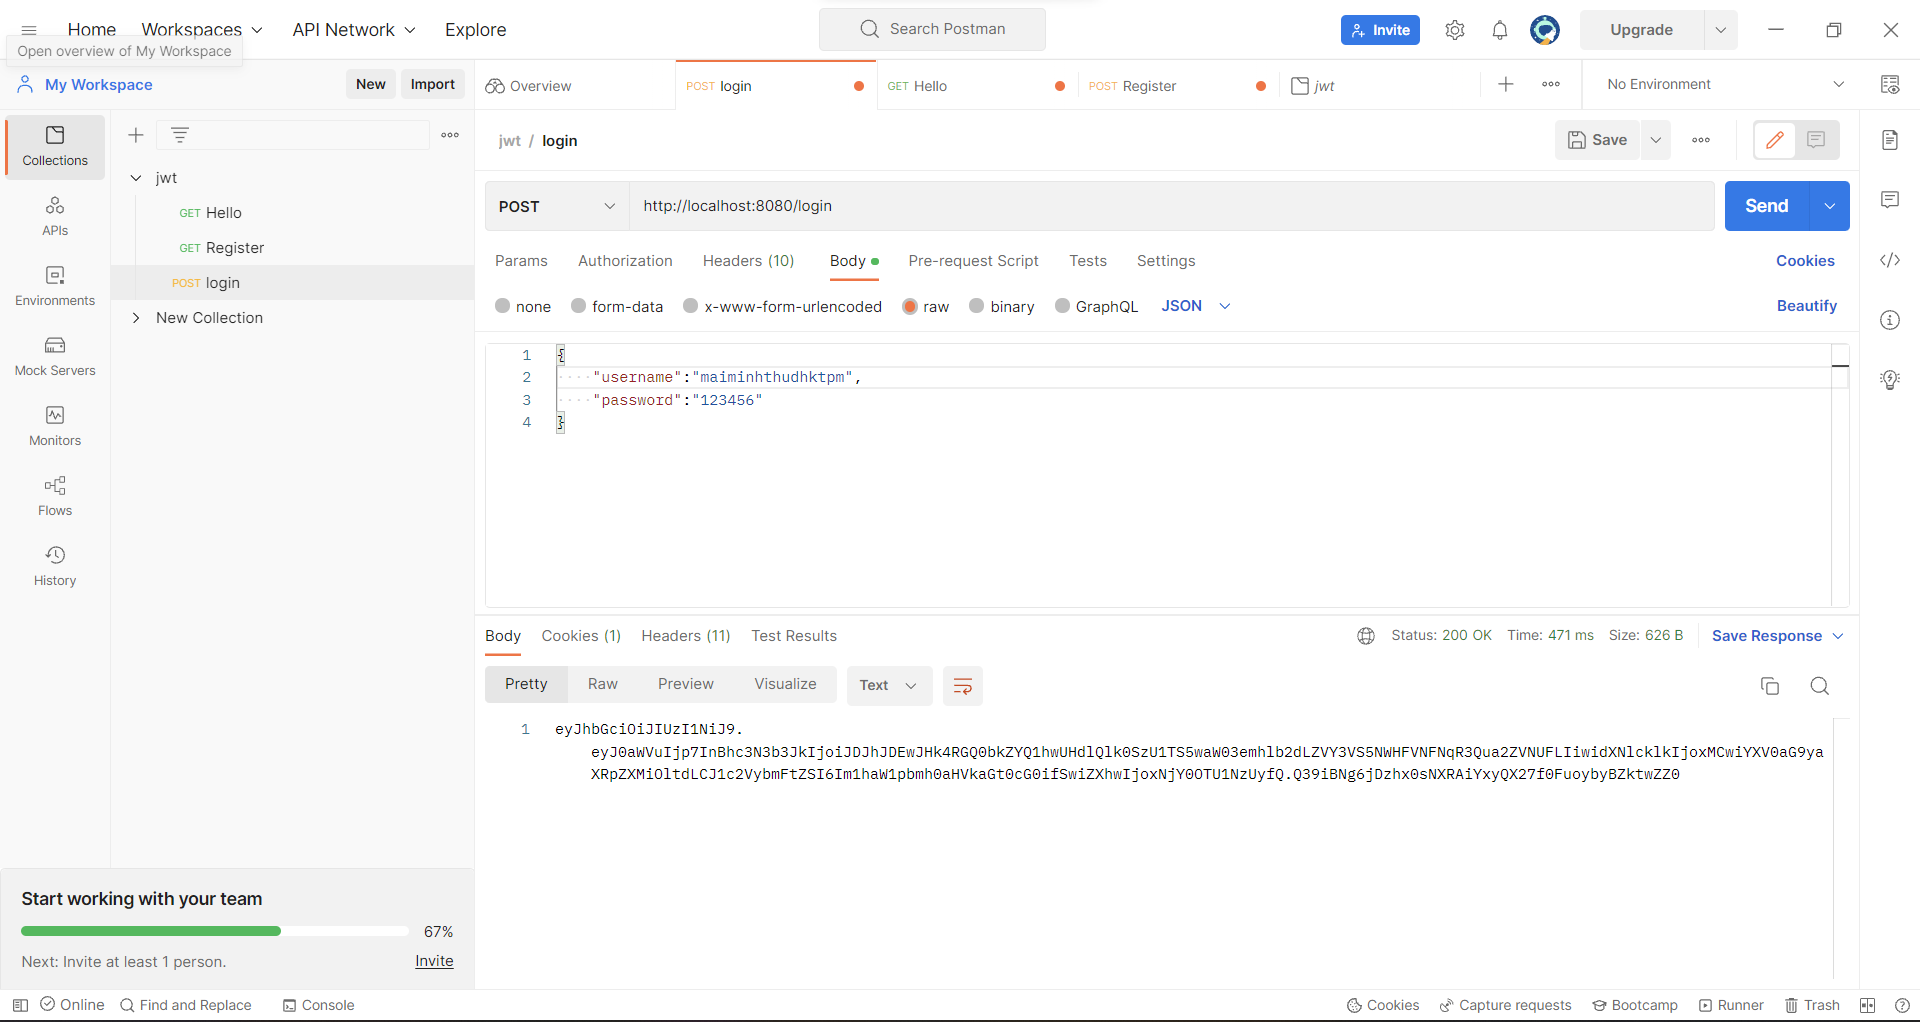 Home
Workspaces
API Network
Explore
Search Postman
Invite
Upgrade
Open overview of My Workspace
My Workspace
New
Import
Overview
POST login
GET Hello
POST Register
jwt
No Environment
Collections
APIs
Environments
Mock Servers
Monitors
Flows
History
jwt
GET Hello
GET Register
POST login
New Collection
jwt / login
Save
POST
http://localhost:8080/login
Send
Params
Authorization
Headers (10)
Body
Pre-request Script
Tests
Settings
Cookies
none
form-data
x-www-form-urlencoded
raw
binary
GraphQL
JSON
Beautify
1 {
2 "username":"maiminhthudhktpm",
3 "password":"123456"
4 }
Body
Cookies (1)
Headers (11)
Test Results
Status: 200 OK
Time: 471 ms
Size: 626 B
Save Response
Pretty
Raw
Preview
Visualize
Text
1 eyJhbGciOiJIUzI1NiJ9.
eyJ0aWVuIjp7InBhc3N3b3JkIjoiJDJhJDEwJHk4RGQ0bkZYQ1hwUHdlQlk0SzU1TS5waW03emhlb2dLZVY3VS5NWHFVNFNqR3Qua2ZVNUFLIiwidXNlcklkIjoxMCwiYXV0aG9ya
XRpZXMiOltdLCJ1c2VybmFtZSI6Im1haW1pbmh0aHVkaGt0cG0ifSwiZXhwIjoxNjY0OTU1NzUyfQ.Q39iBNg6jDzhx0sNXRAiYxyQX27f0FuoybyBZktwZZ0
Start working with your team
67%
Next: Invite at least 1 person.
Invite
Online
Find and Replace
Console
Cookies
Capture requests
Bootcamp
Runner
Trash